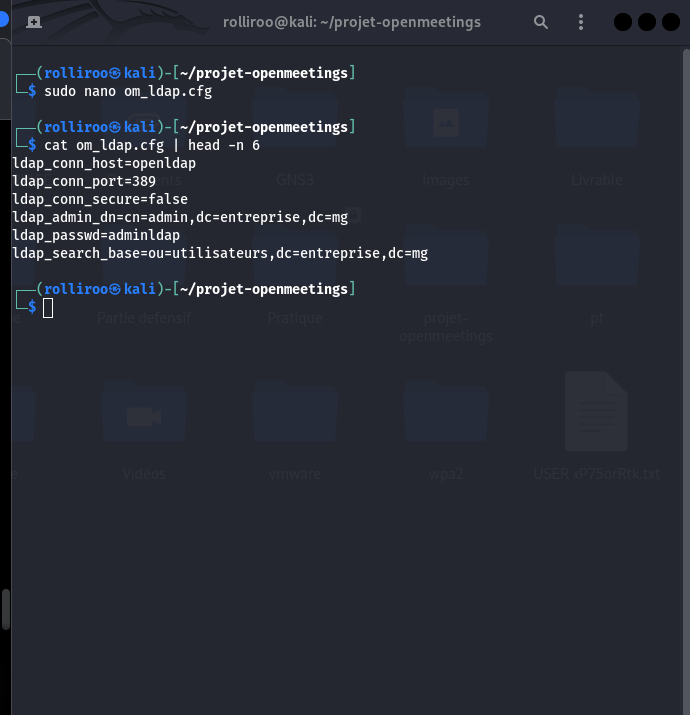 rolliroo@kali: ~/projet-openmeetings
┌──(rolliroo㉿kali)-[~/projet-openmeetings]
└─$ sudo nano om_ldap.cfg
┌──(rolliroo㉿kali)-[~/projet-openmeetings]
└─$ cat om_ldap.cfg | head -n 6
ldap_conn_host=openldap
ldap_conn_port=389
ldap_conn_secure=false
ldap_admin_dn=cn=admin,dc=entreprise,dc=mg
ldap_passwd=adminldap
ldap_search_base=ou=utilisateurs,dc=entreprise,dc=mg
┌──(rolliroo㉿kali)-[~/projet-openmeetings]
└─$
GNS3 Images Livrable
Partie defensif Pratique projet-openmeetings pt
Vidéos vmware wpa2 USER xP75orRtk.txt